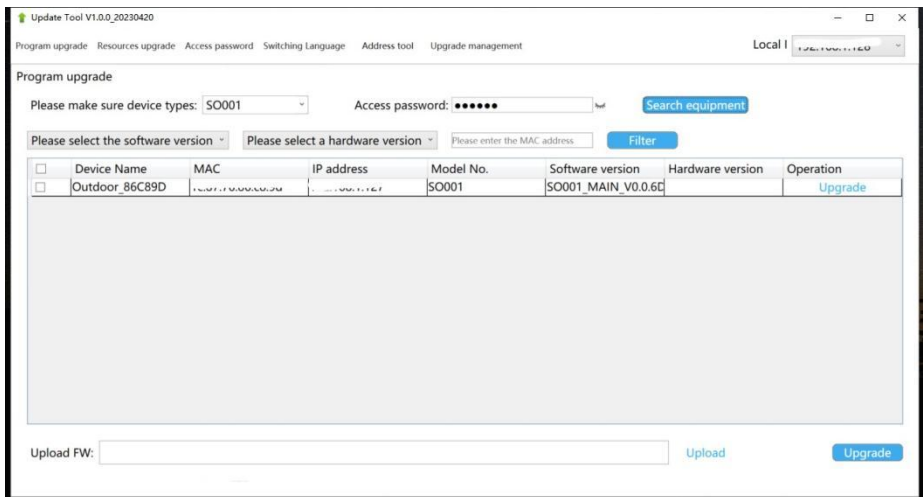 Update Tool V1.0.0_20230420
Program upgrade Resources upgrade Access password Switching Language Address tool Upgrade management Local I
Program upgrade
Please make sure device types: SO001 Access password: ●●●●●● Search equipment
Please select the software version Please select a hardware version Please enter the MAC address Filter
Device Name MAC IP address Model No. Software version Hardware version Operation
Outdoor_86C89D SO001 SO001_MAIN_V0.0.6D Upgrade
Upload FW: Upload Upgrade